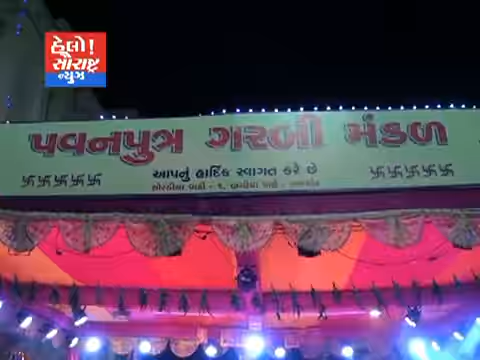 હેલો!
સૌરાષ્ટ્ર
ન્યુઝ
પવનપુત્ર ગરબી મંડળ
આપનું હાર્દિક સ્વાગત કરે છે